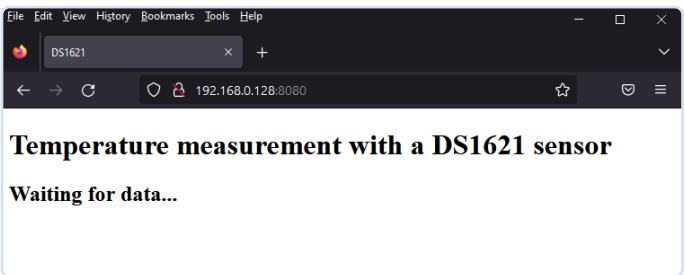 File Edit View History Bookmarks Tools Help
DS1621
192.168.0.128:8080
Temperature measurement with a DS1621 sensor
Waiting for data...